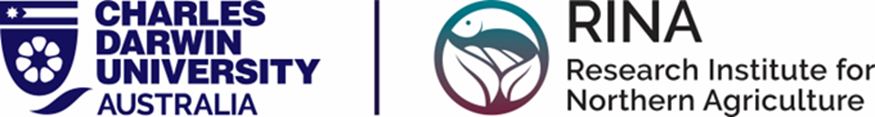 CHARLES
DARWIN
UNIVERSITY
AUSTRALIA
RINA
Research Institute for
Northern Agriculture